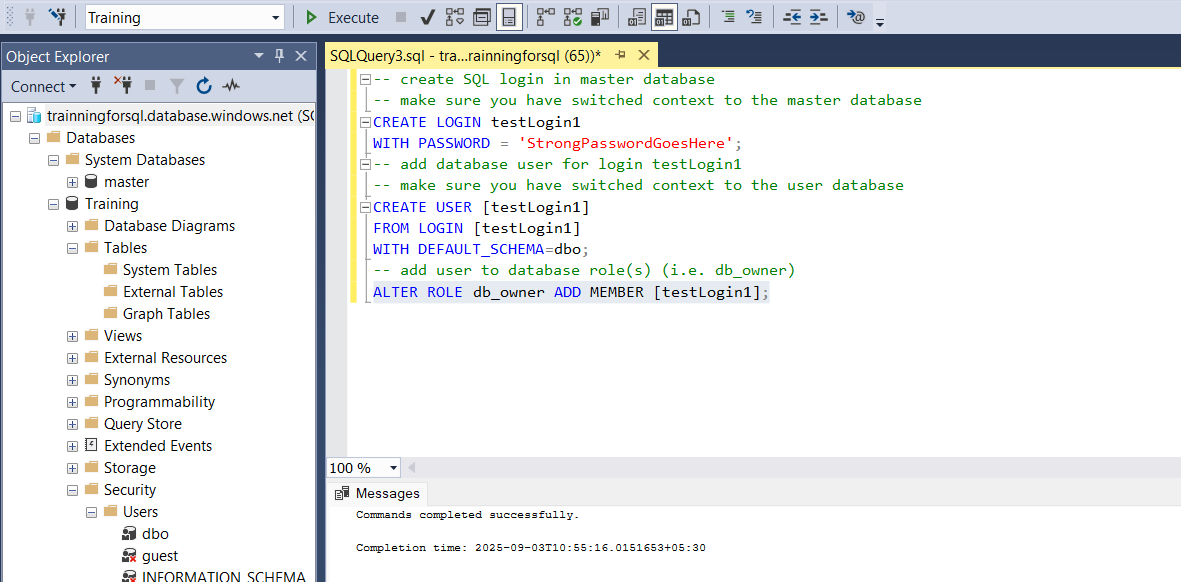 Training
Execute
Object Explorer
Connect
trainningforsql.database.windows.net (SQ
Databases
System Databases
master
Training
Database Diagrams
Tables
System Tables
External Tables
Graph Tables
Views
External Resources
Synonyms
Programmability
Query Store
Extended Events
Storage
Security
Users
dbo
guest
INFORMATION_SCHEMA
SQLQuery3.sql - tra...rainningforsql (65))*
-- create SQL login in master database
-- make sure you have switched context to the master database
CREATE LOGIN testLogin1
WITH PASSWORD = 'StrongPasswordGoesHere';
-- add database user for login testLogin1
-- make sure you have switched context to the user database
CREATE USER [testLogin1]
FROM LOGIN [testLogin1]
WITH DEFAULT_SCHEMA=dbo;
-- add user to database role(s) (i.e. db_owner)
ALTER ROLE db_owner ADD MEMBER [testLogin1];
100 %
Messages
Commands completed successfully.
Completion time: 2025-09-03T10:55:16.0151653+05:30